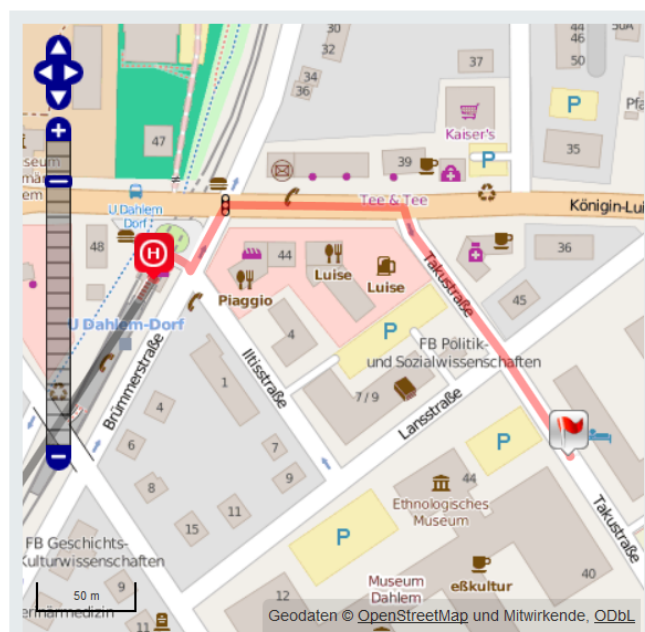 30
32
34
36
37
44
46
50
50A
P
Kaiser's
35
47
39
P
U Dahlem
Dorf
Tee & Tee
Königin-Lui
48
H
44
Luise
Luise
Piaggio
Takustraße
36
45
U Dahlem-Dorf
4
P
FB Politik-
und Sozialwissenschaften
Brümmerstraße
Iltisstraße
1
7/9
Lansstraße
4
6
7
9
8
11
15
P
44
Ethnologisches
Museum
P
Takustraße
FB Geschichts-
Kulturwissenschaften
9
eßkultur
40
Museum
Dahlem
12
50 m
11
Geodaten © OpenStreetMap und Mitwirkende, ODbL